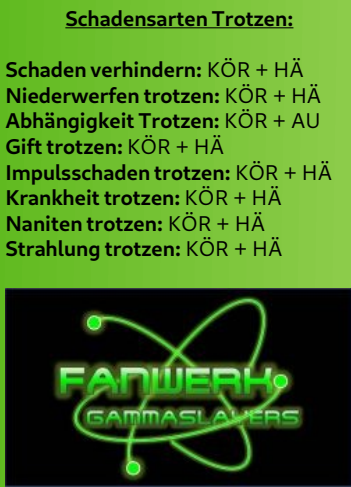 Schadensarten Trotzen:
Schaden verhindern: KÖR + HÄ
Niederwerfen trotzen: KÖR + HÄ
Abhängigkeit Trotzen: KÖR + AU
Gift trotzen: KÖR + HÄ
Impulsschaden trotzen: KÖR + HÄ
Krankheit trotzen: KÖR + HÄ
Naniten trotzen: KÖR + HÄ
Strahlung trotzen: KÖR + HÄ
FANWERK
GAMMASLAYERS